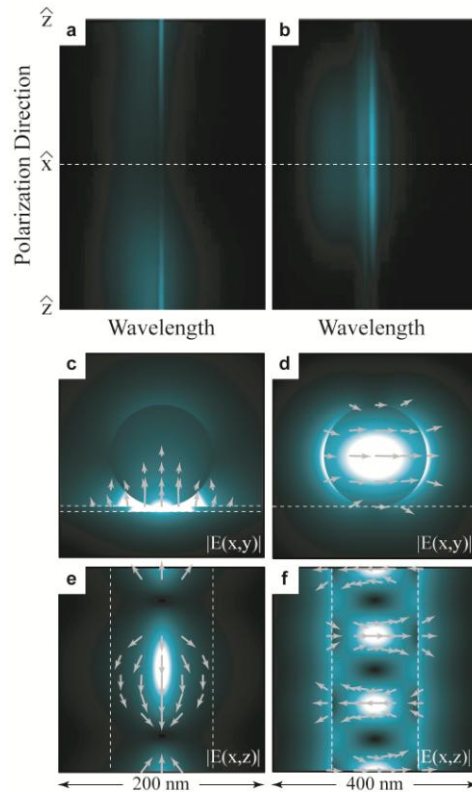 ẑ
a
b
Polarization Direction
x̂
ẑ
Wavelength
Wavelength
c
d
|E(x,y)|
|E(x,y)|
e
f
|E(x,z)|
|E(x,z)|
200 nm
400 nm